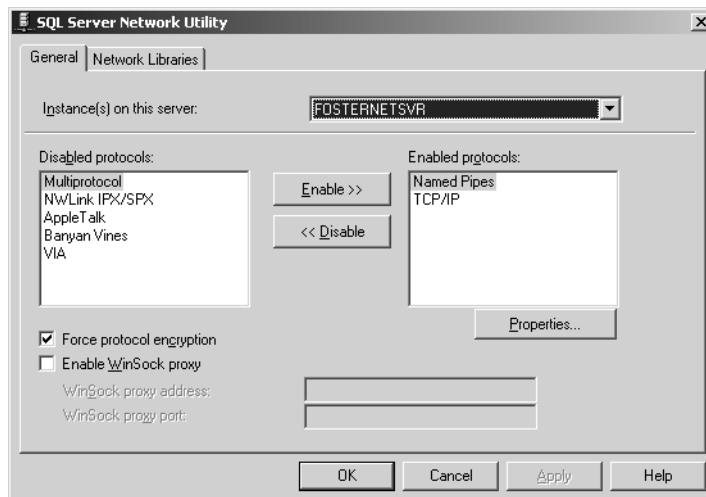 SQL Server Network Utility
General
Network Libraries
Instance(s) on this server:
FOSTERNETSVR
Disabled protocols:
Multiprotocol
NWLink IPX/SPX
AppleTalk
Banyan Vines
VIA
Enable >>
<< Disable
Enabled protocols:
Named Pipes
TCP/IP
Properties...
Force protocol encryption
Enable WinSock proxy
WinSock proxy address:
WinSock proxy port:
OK
Cancel
Apply
Help